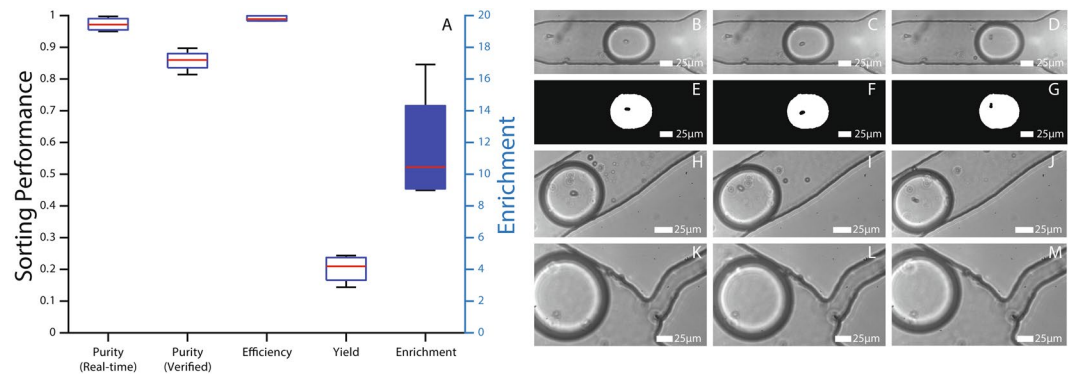 A
Sorting Performance
1
0.9
0.8
0.7
0.6
0.5
0.4
0.3
0.2
0.1
0
20
18
16
14
12
10
8
6
4
2
0
Enrichment
Purity
(Real-time)
Purity
(Verified)
Efficiency
Yield
Enrichment
B
25µm
C
25µm
D
25µm
E
25µm
F
25µm
G
25µm
H
25µm
I
25µm
J
25µm
K
25µm
L
25µm
M
25µm